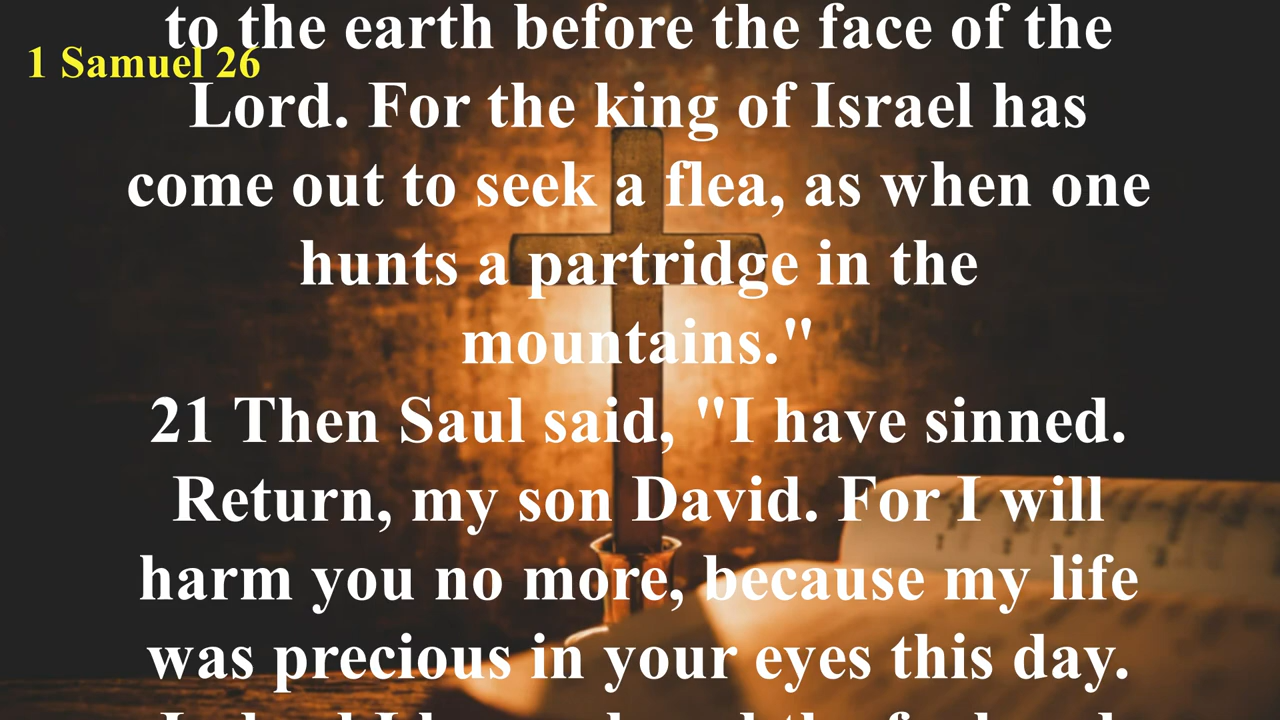 to the earth before the face of the
1 Samuel 26
Lord. For the king of Israel has
come out to seek a flea, as when one
hunts a partridge in the
mountains."
21 Then Saul said, "I have sinned.
Return, my son David. For I will
harm you no more, because my life
was precious in your eyes this day.